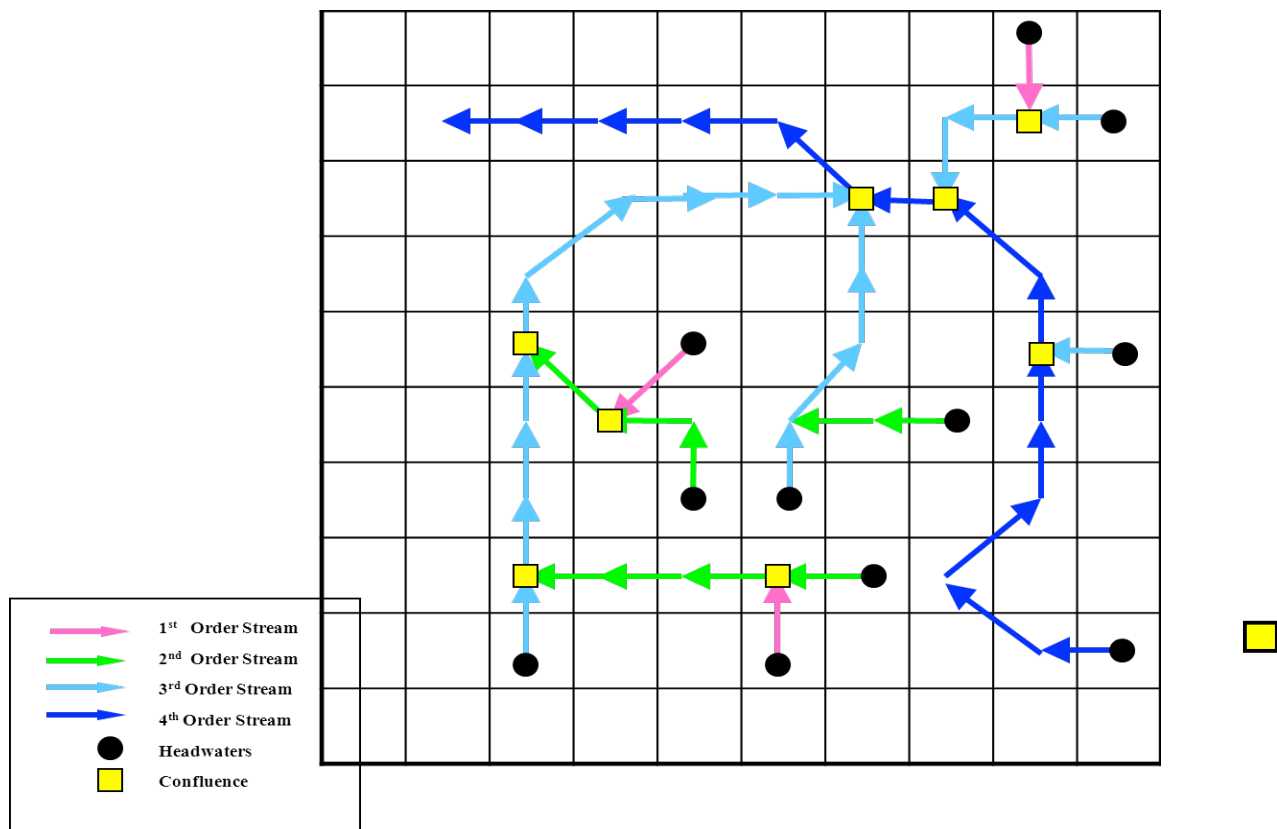 1st Order Stream
2nd Order Stream
3rd Order Stream
4th Order Stream
Headwaters
Confluence